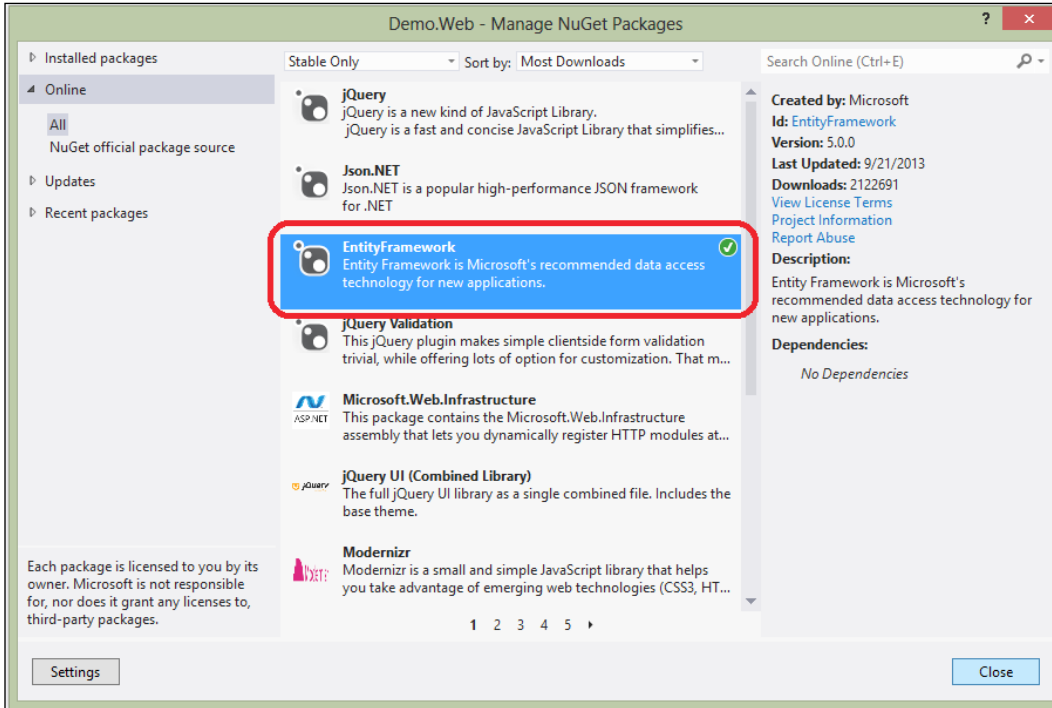 Demo.Web - Manage NuGet Packages
?
Installed packages
Online
All
NuGet official package source
Updates
Recent packages
Each package is licensed to you by its
owner. Microsoft is not responsible
for, nor does it grant any licenses to,
third-party packages.
Stable Only
Sort by: Most Downloads
jQuery
jQuery is a new kind of JavaScript Library.
jQuery is a fast and concise JavaScript Library that simplifies...
Json.NET
Json.NET is a popular high-performance JSON framework
for .NET
EntityFramework
Entity Framework is Microsoft's recommended data access
technology for new applications.
jQuery Validation
This jQuery plugin makes simple clientside form validation
trivial, while offering lots of option for customization. That m...
ASP.NET
Microsoft.Web.Infrastructure
This package contains the Microsoft.Web.Infrastructure
assembly that lets you dynamically register HTTP modules at...
jQuery
jQuery UI (Combined Library)
The full jQuery UI library as a single combined file. Includes the
base theme.
Modernizr
Modernizr is a small and simple JavaScript library that helps
you take advantage of emerging web technologies (CSS3, HT...
1 2 3 4 5
Search Online (Ctrl+E)
Created by: Microsoft
Id: EntityFramework
Version: 5.0.0
Last Updated: 9/21/2013
Downloads: 2122691
View License Terms
Project Information
Report Abuse
Description:
Entity Framework is Microsoft's
recommended data access technology for
new applications.
Dependencies:
No Dependencies
Settings
Close